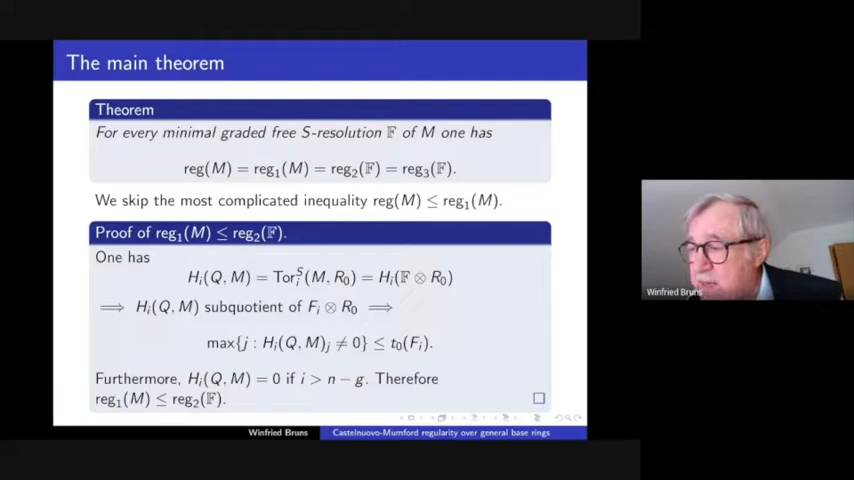 The main theorem
Theorem
For every minimal graded free S-resolution 𝔽 of M one has
reg(M) = reg₁(M) = reg₂(𝔽) = reg₃(𝔽).
We skip the most complicated inequality reg(M) ≤ reg₁(M).
Proof of reg₁(M) ≤ reg₂(𝔽).
One has
Hᵢ(Q, M) = Torᵢˢ(M, R₀) = Hᵢ(𝔽 ⊗ R₀)
⟹ Hᵢ(Q, M) subquotient of Fᵢ ⊗ R₀ ⟹
max{j : Hᵢ(Q, M)ⱼ ≠ 0} ≤ t₀(Fᵢ).
Furthermore, Hᵢ(Q, M) = 0 if i > n − g. Therefore
reg₁(M) ≤ reg₂(𝔽).
Winfried Bruns
Castelnuovo-Mumford regularity over general base rings
Winfried Bruns